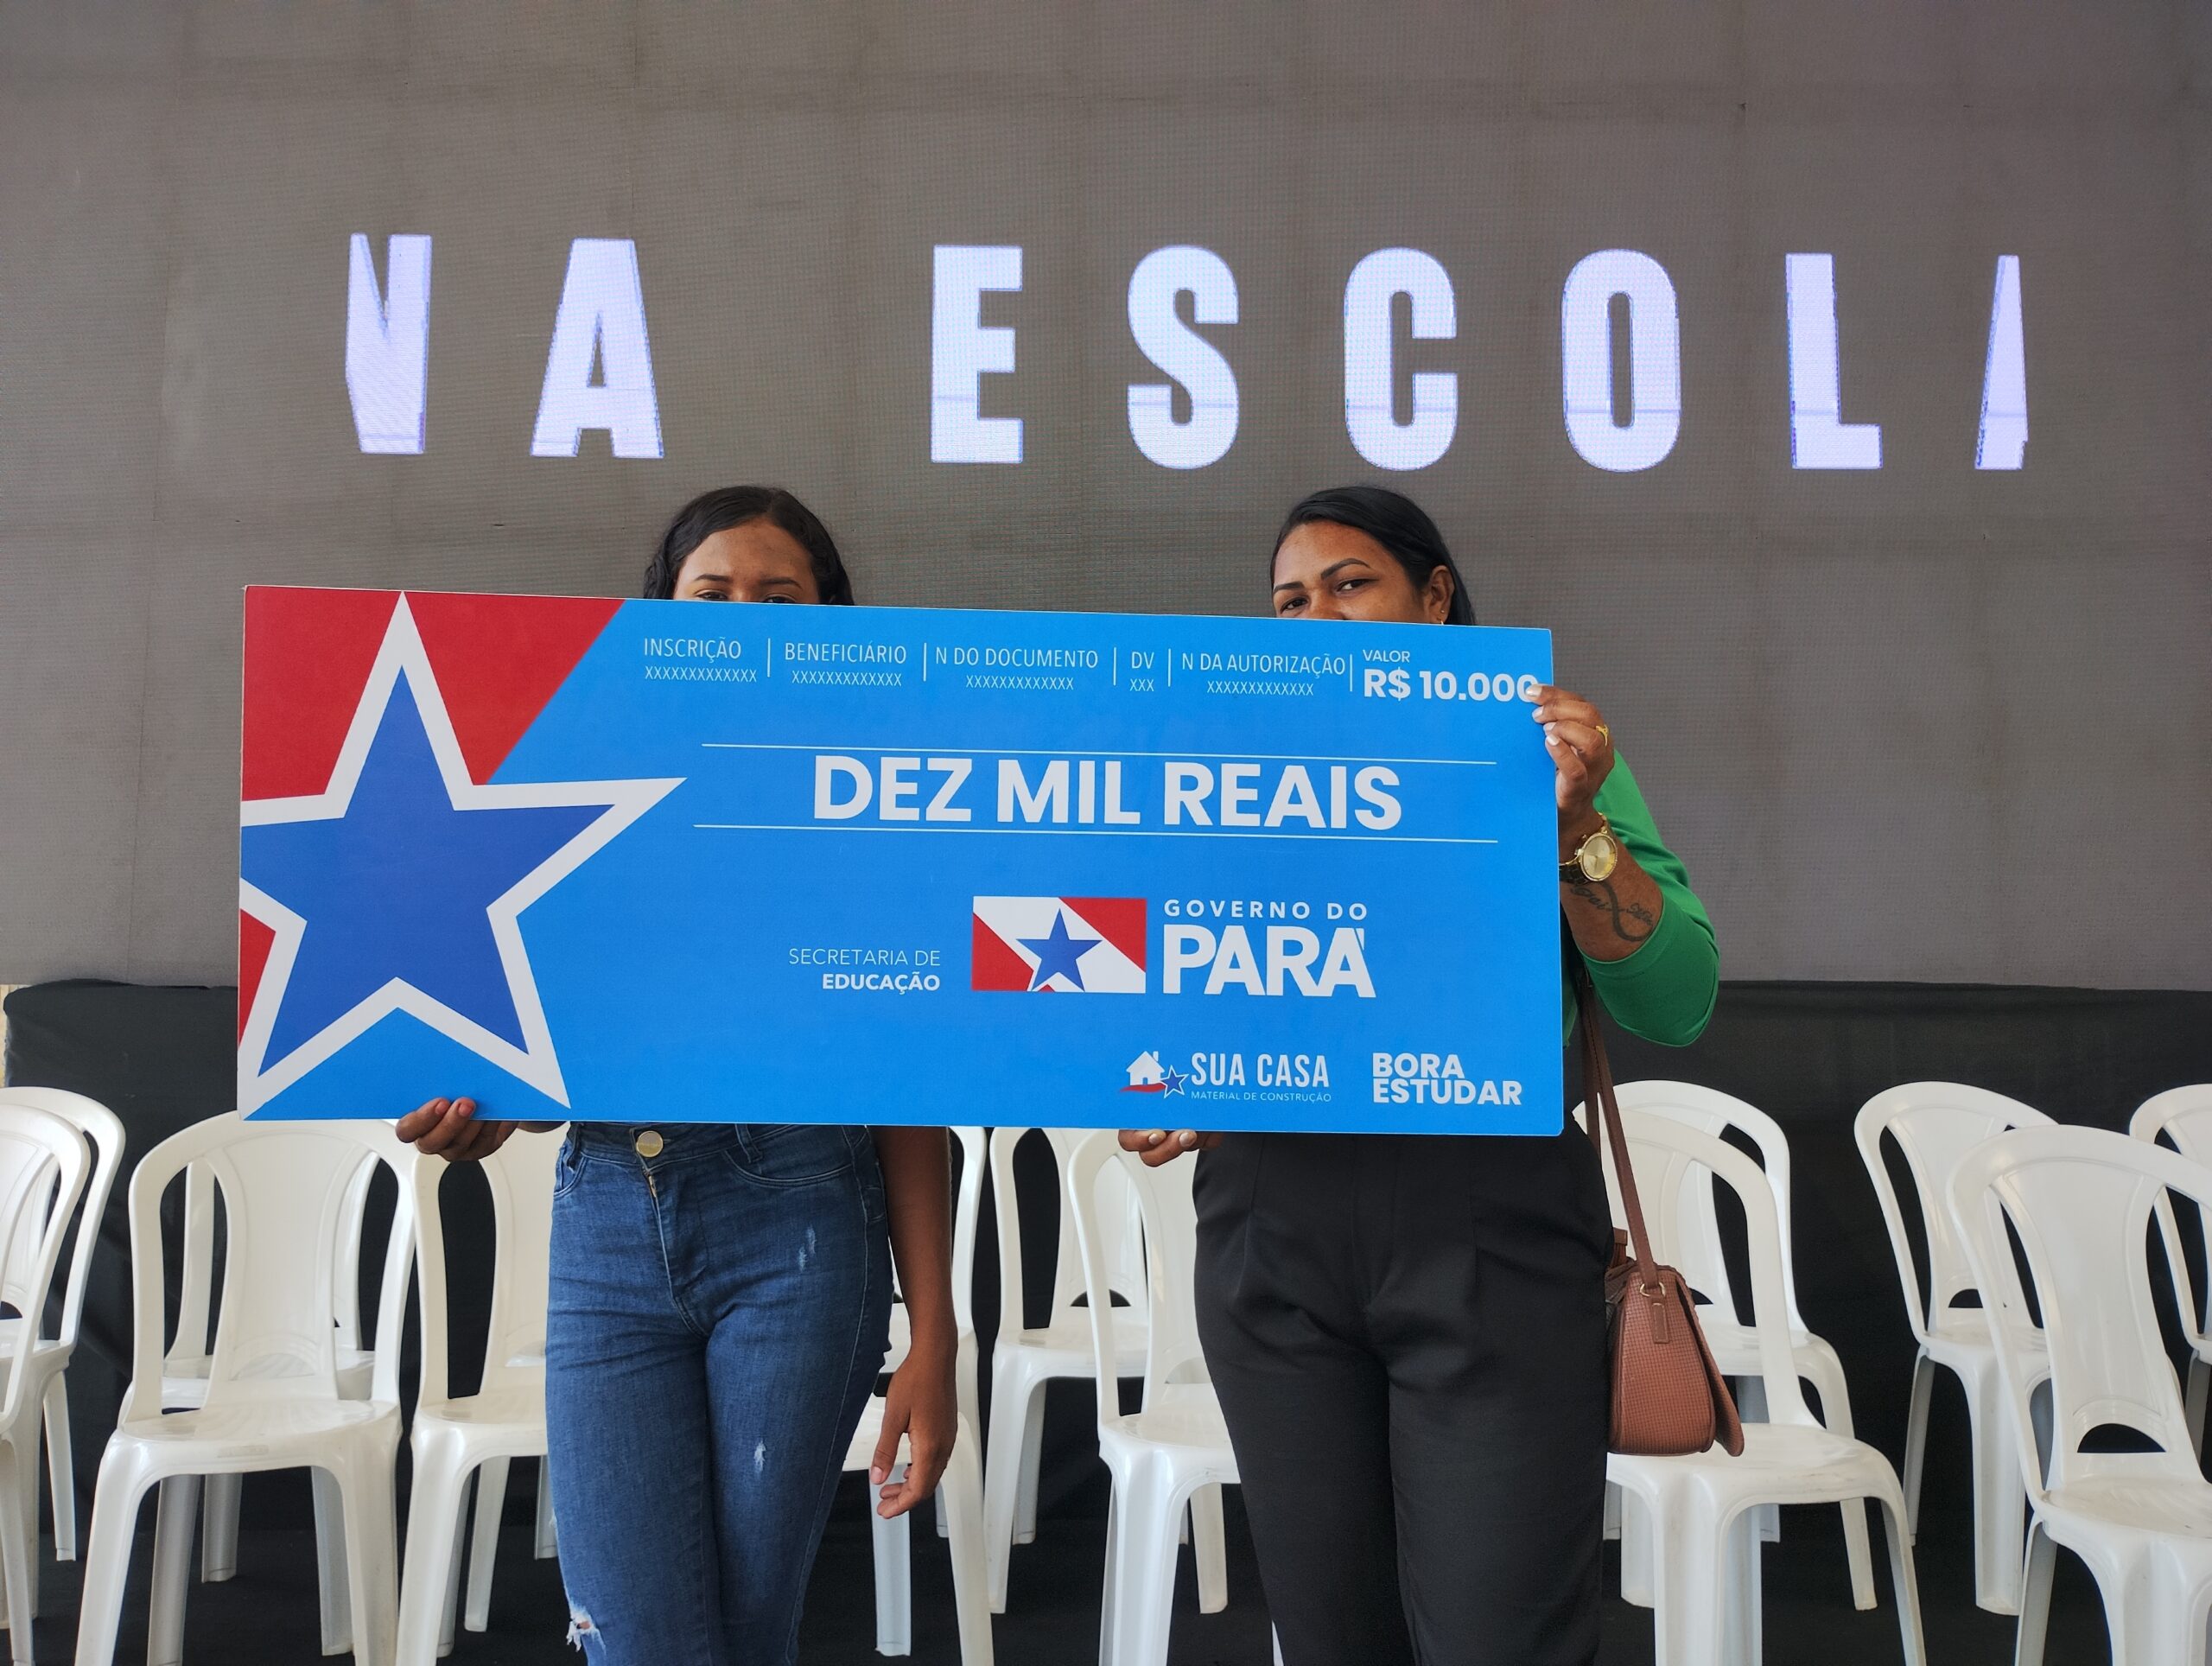 NA ESCOLA
INSCRIÇÃO
XXXXXXXXXXXXX
BENEFICIÁRIO
XXXXXXXXXXXXX
N DO DOCUMENTO
XXXXXXXXXXXXX
DV
XXX
N DA AUTORIZAÇÃO
XXXXXXXXXXXXX
VALOR
R$ 10.000
DEZ MIL REAIS
SECRETARIA DE
EDUCAÇÃO
GOVERNO DO
PARÁ
SUA CASA
MATERIAL DE CONSTRUÇÃO
BORA
ESTUDAR